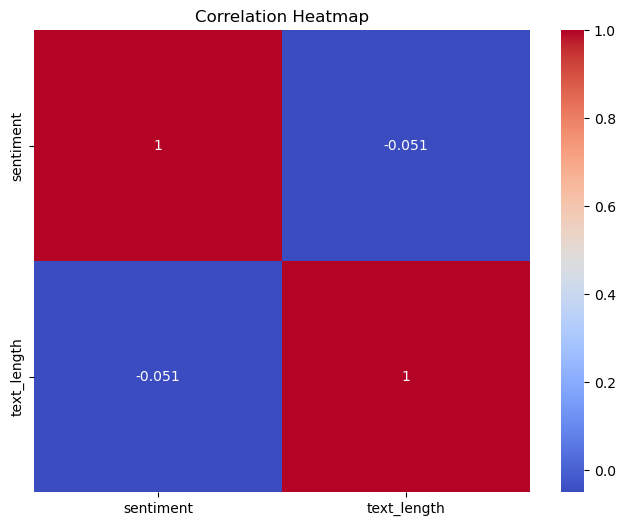 Correlation Heatmap
sentiment
text_length
1
-0.051
-0.051
1
sentiment
text_length
1.0
0.8
0.6
0.4
0.2
0.0